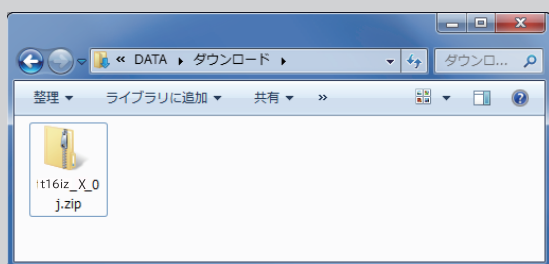 « DATA ▸ ダウンロード ▸ ダウンロ...
整理 ▼ ライブラリに追加 ▼ 共有 ▼ »
tt16iz_X_0
j.zip